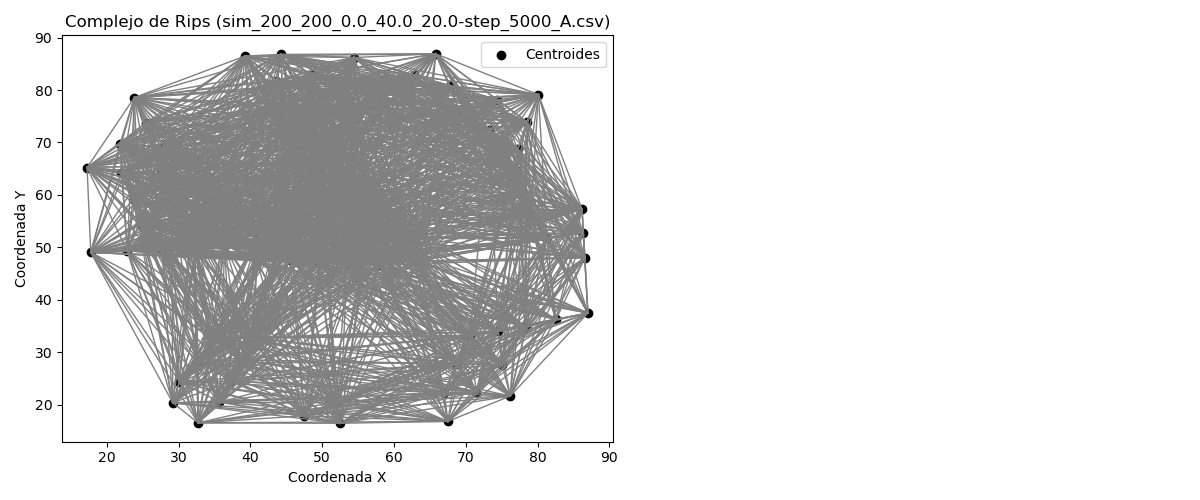 Complejo de Rips (sim_200_200_0.0_40.0_20.0-step_5000_A.csv)
Centroides
90
80
70
60
50
40
30
20
Coordenada Y
20 30 40 50 60 70 80 90
Coordenada X